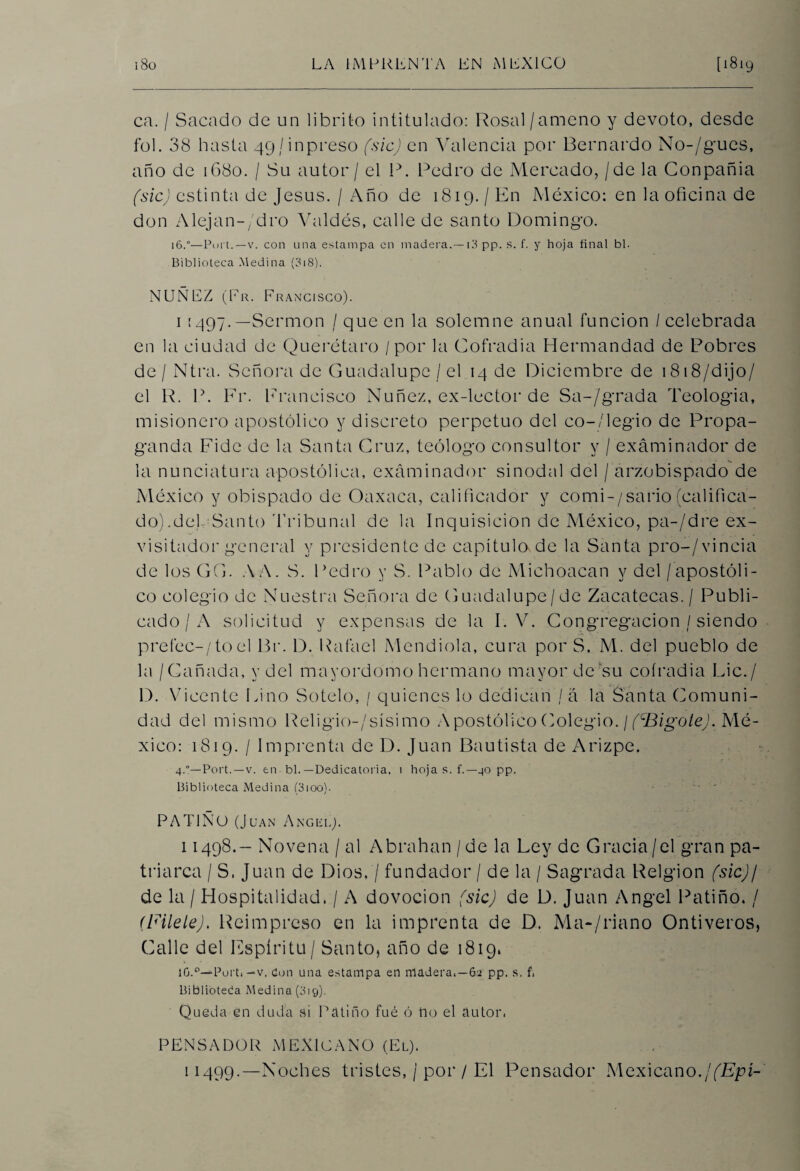 180 LA IMPRENTA EN MEXICO [1819
ca. / Sacado de un librito intitulado: Rosal/ameno y devoto, desde
fol. 38 hasta 49/inpreso (sic) en Valencia por Bernardo No-/gues,
año de 1680. / Su autor/ el P. Pedro de Mercado, /de la Conpañia
(sic) estinta de Jesus. / Año de 1819. / En México: en la oficina de
don Alejan-/dro Valdés, calle de santo Domingo.
16.º—Port.—v. con una estampa en madera.—13 pp. s. f. y hoja final bl.
Biblioteca Medina (318).
NUÑEZ (Fr. Francisco).
11497.—Sermon / que en la solemne anual funcion / celebrada
en la ciudad de Querétaro / por la Cofradia Hermandad de Pobres
de / Ntra. Señora de Guadalupe / el 14 de Diciembre de 1818/dijo/
el R. P. Fr. Francisco Nuñez, ex-lector de Sa-/grada Teologia,
misionero apostólico y discreto perpetuo del co-/legio de Propa-
ganda Fide de la Santa Cruz, teólogo consultor y / exâminador de
la nunciatura apostólica, exâminador sinodal del / arzobispado de
México y obispado de Oaxaca, calificador y comi-/sario (califica-
do).del Santo Tribunal de la Inquisicion de México, pa-/dre ex-
visitador general y presidente de capitulo de la Santa pro-/vincia
de los GG. AA. S. Pedro y S. Pablo de Michoacan y del / apostóli-
co colegio de Nuestra Señora de Guadalupe/de Zacatecas. / Publi-
cado / A solicitud y expensas de la I. V. Congregacion / siendo
prefec-/to el Br. D. Rafael Mendiola, cura por S. M. del pueblo de
la /Cañada, y del mayordomo hermano mayor de su cofradia Lic./
D. Vicente Lino Sotelo, / quienes lo dedican / á la Santa Comuni-
dad del mismo Religio-/sísimo Apostólico Colegio. / (Bigote). Mé-
xico: 1819. / Imprenta de D. Juan Bautista de Arizpe.
4.º—Port.—v. en bl.—Dedicatoria, 1 hoja s. f.—40 pp.
Biblioteca Medina (3100).
PATIÑO (Juan Angel).
11498.—Novena / al Abrahan / de la Ley de Gracia/el gran pa-
triarca / S. Juan de Dios, / fundador / de la / Sagrada Relgion (sic)/
de la / Hospitalidad. / A dovocion (sic) de D. Juan Angel Patiño. /
(Filete). Reimpreso en la imprenta de D. Ma-/riano Ontiveros,
Calle del Espíritu/ Santo, año de 1819.
16.º—Port.—v. con una estampa en madera.—62 pp. s. f.
Biblioteca Medina (319).
Queda en duda si Patiño fué ó no el autor.
PENSADOR MEXICANO (El).
11499.—Noches tristes, / por / El Pensador Mexicano./(Epi-